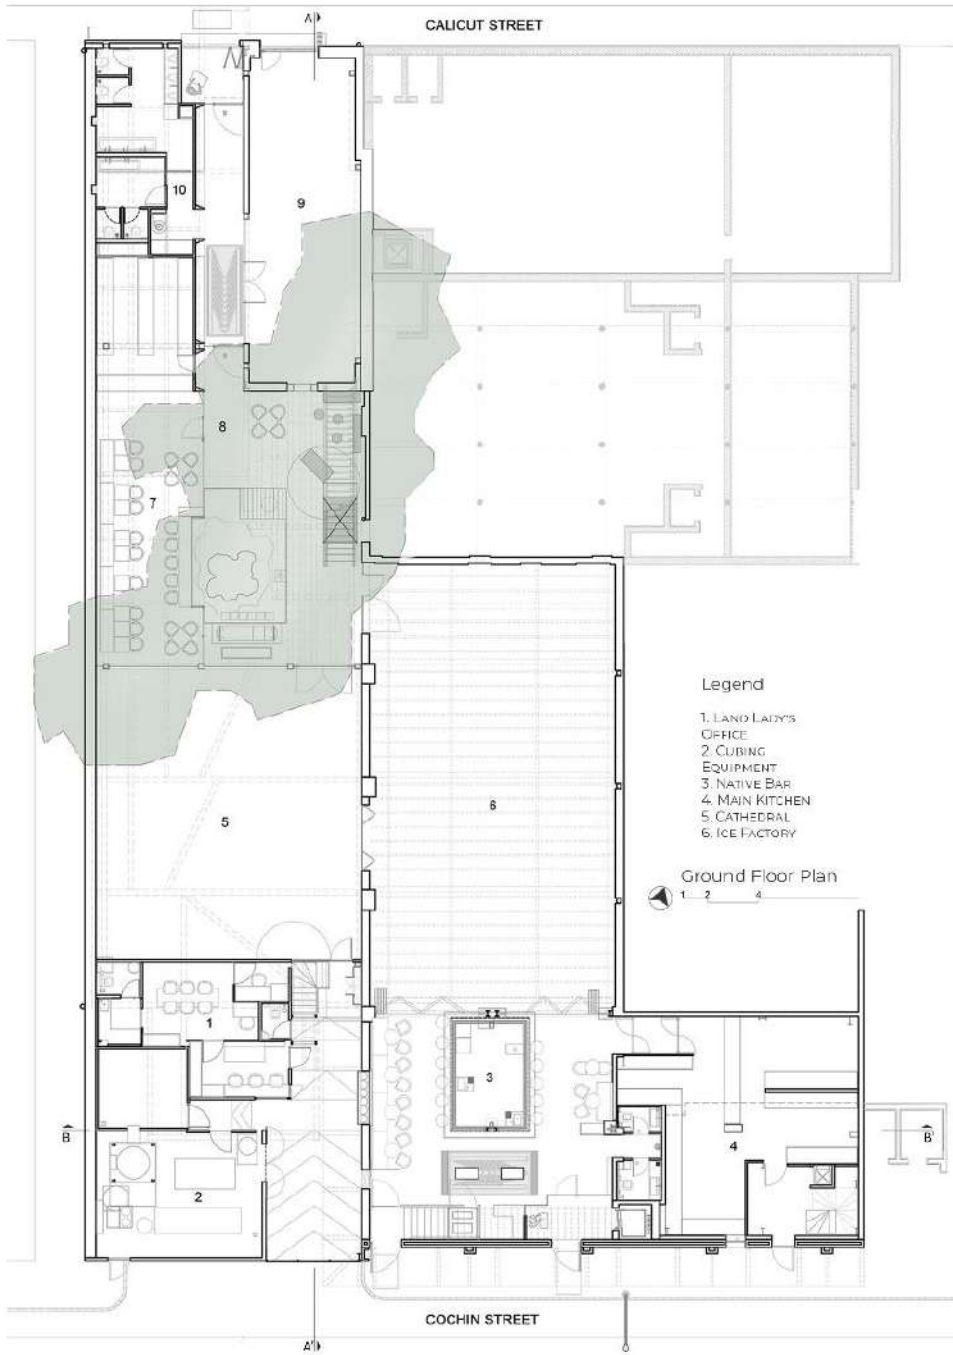 A
CALICUT STREET
10
9
8
7
Legend
1. LAND LADY'S
OFFICE
2. CUBING
EQUIPMENT
3. NATIVE BAR
4. MAIN KITCHEN
5. CATHEDRAL
6. ICE FACTORY
5
6
Ground Floor Plan
1 2 4
1
3
B
B'
4
2
COCHIN STREET
A'